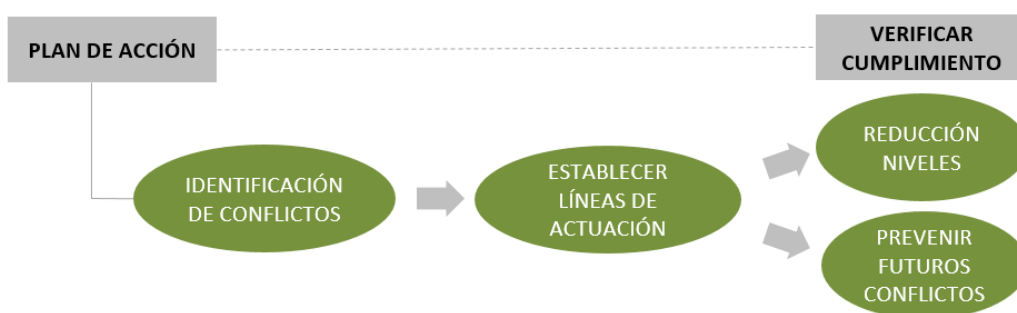 PLAN DE ACCIÓN
VERIFICAR
CUMPLIMIENTO
IDENTIFICACIÓN
DE CONFLICTOS
ESTABLECER
LÍNEAS DE
ACTUACIÓN
REDUCCIÓN
NIVELES
PREVENIR
FUTUROS
CONFLICTOS